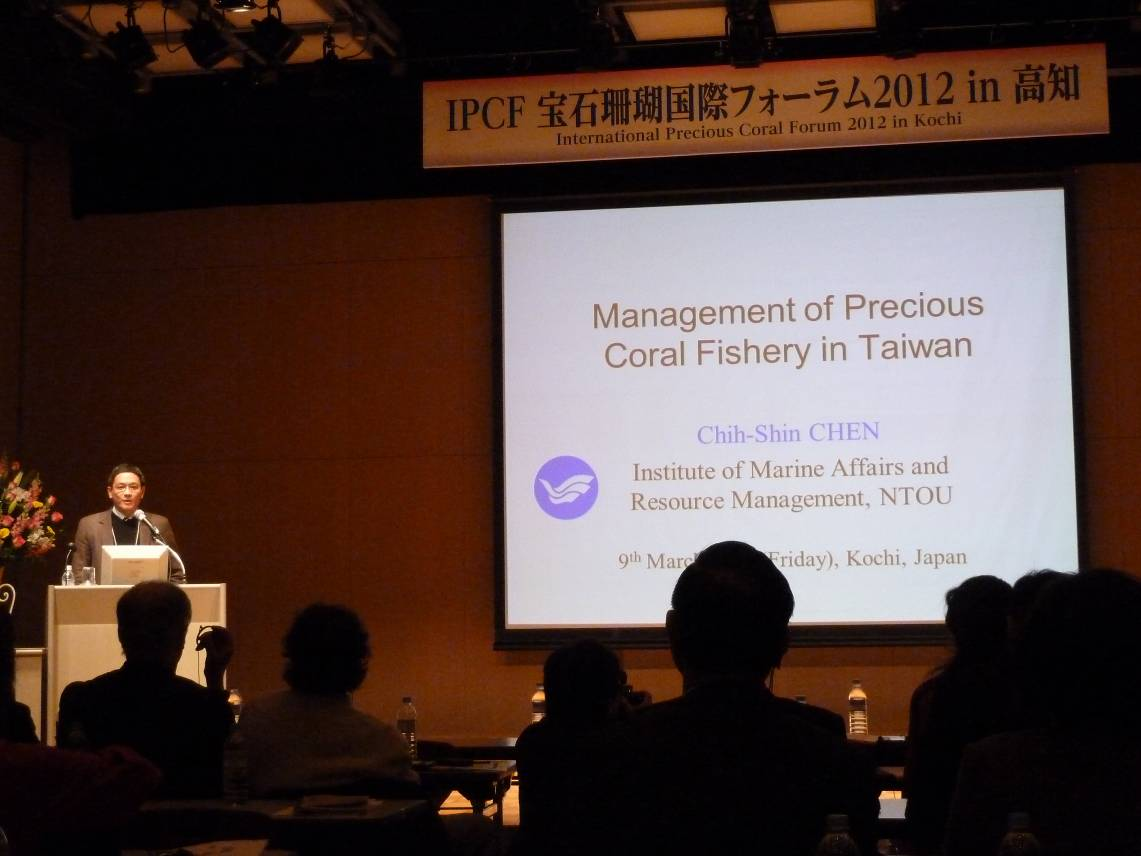 IPCF 宝石珊瑚国際フォーラム2012 in 高知
International Precious Coral Forum 2012 in Kochi
Management of Precious
Coral Fishery in Taiwan
Chih-Shin CHEN
Institute of Marine Affairs and
Resource Management, NTOU
9th Marc Friday), Kochi, Japan